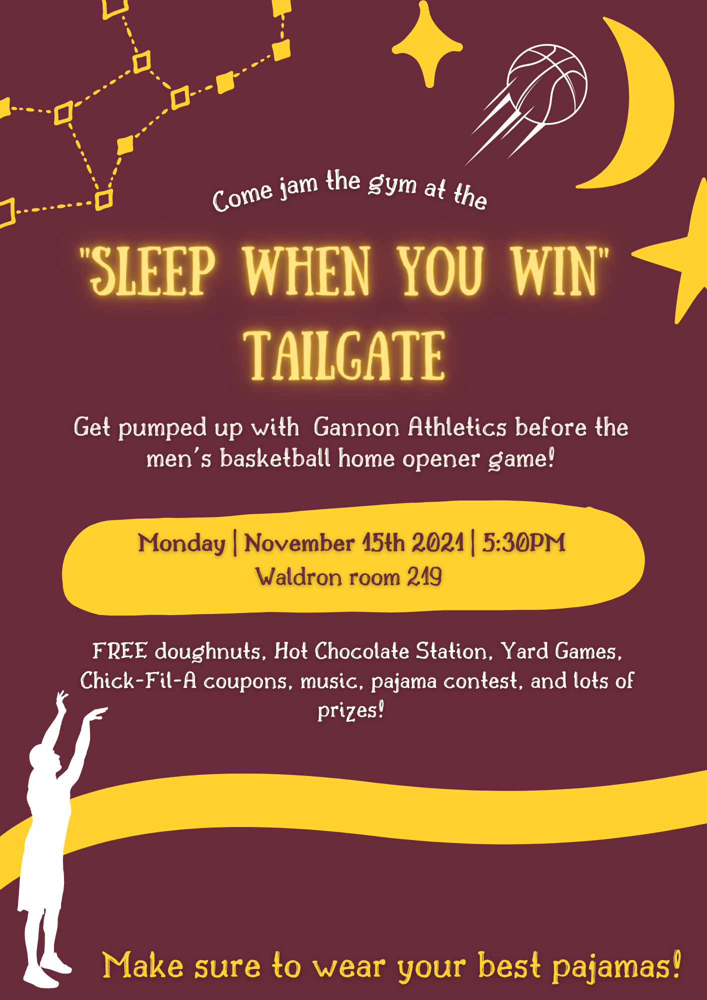 Come jam the gym at the
"SLEEP WHEN YOU WIN"
TAILGATE
Get pumped up with Gannon Athletics before the
men's basketball home opener game!
Monday | November 15th 2021 | 5:30PM
Waldron room 219
FREE doughnuts, Hot Chocolate Station, Yard Games,
Chick-Fil-A coupons, music, pajama contest, and lots of
prizes!
Make sure to wear your best pajamas!